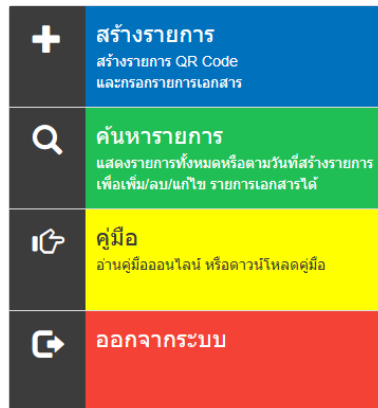 สร้างรายการ
สร้างรายการ QR Code
และกรอกรายการเอกสาร
ค้นหารายการ
แสดงรายการทั้งหมดหรือตามวันที่สร้างรายการ
เพื่อเพิ่ม/ลบ/แก้ไข รายการเอกสารได้
คู่มือ
อ่านคู่มือออนไลน์ หรือดาวน์โหลดคู่มือ
ออกจากระบบ